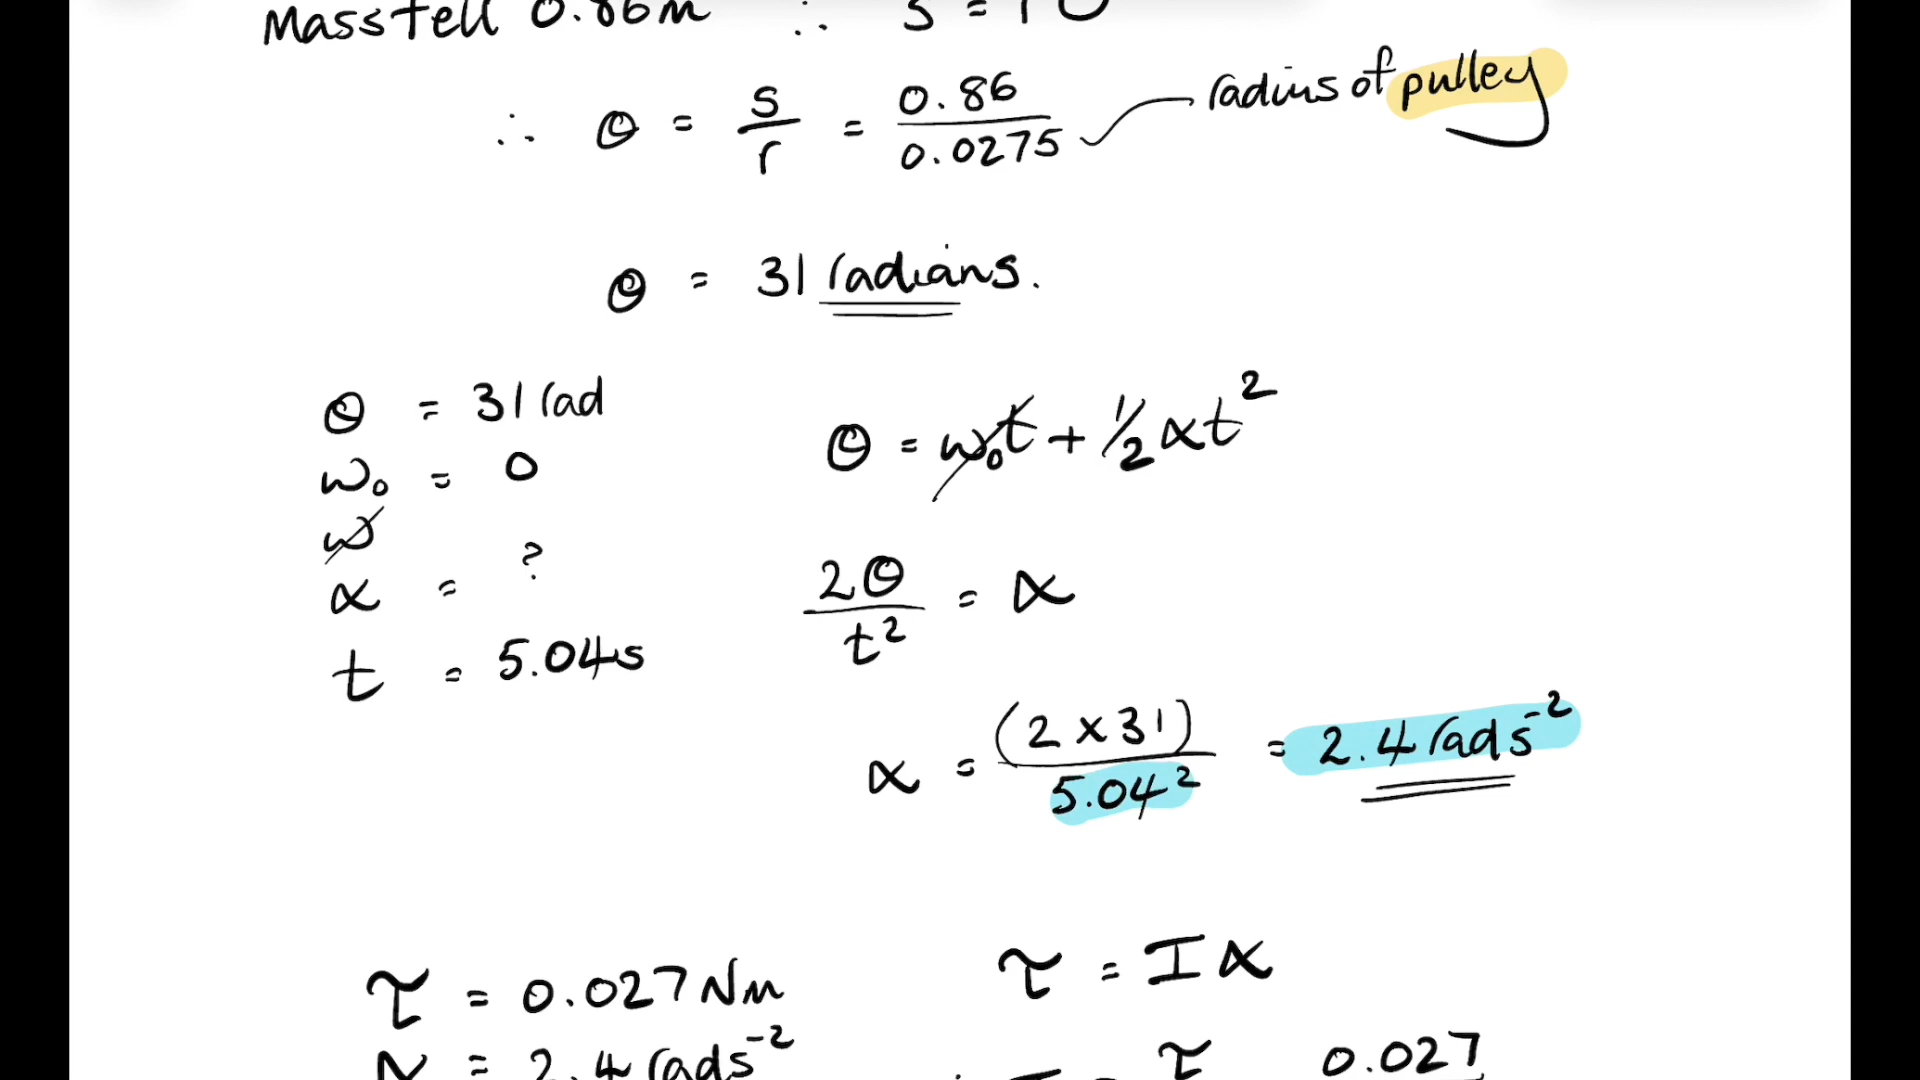 Mass fell 0.86m ∴ s = rθ
∴ θ = s/r = 0.86/0.0275 radius of pulley
θ = 31 radians.
θ = 31 rad
ω₀ = 0
ω
α = ?
t = 5.04s
θ = ω₀t + ½αt²
2θ/t² = α
α = (2 x 31)/5.04² = 2.4 rads⁻²
τ = 0.027 Nm
α = 2.4 rads⁻²
τ = Iα
τ 0.027